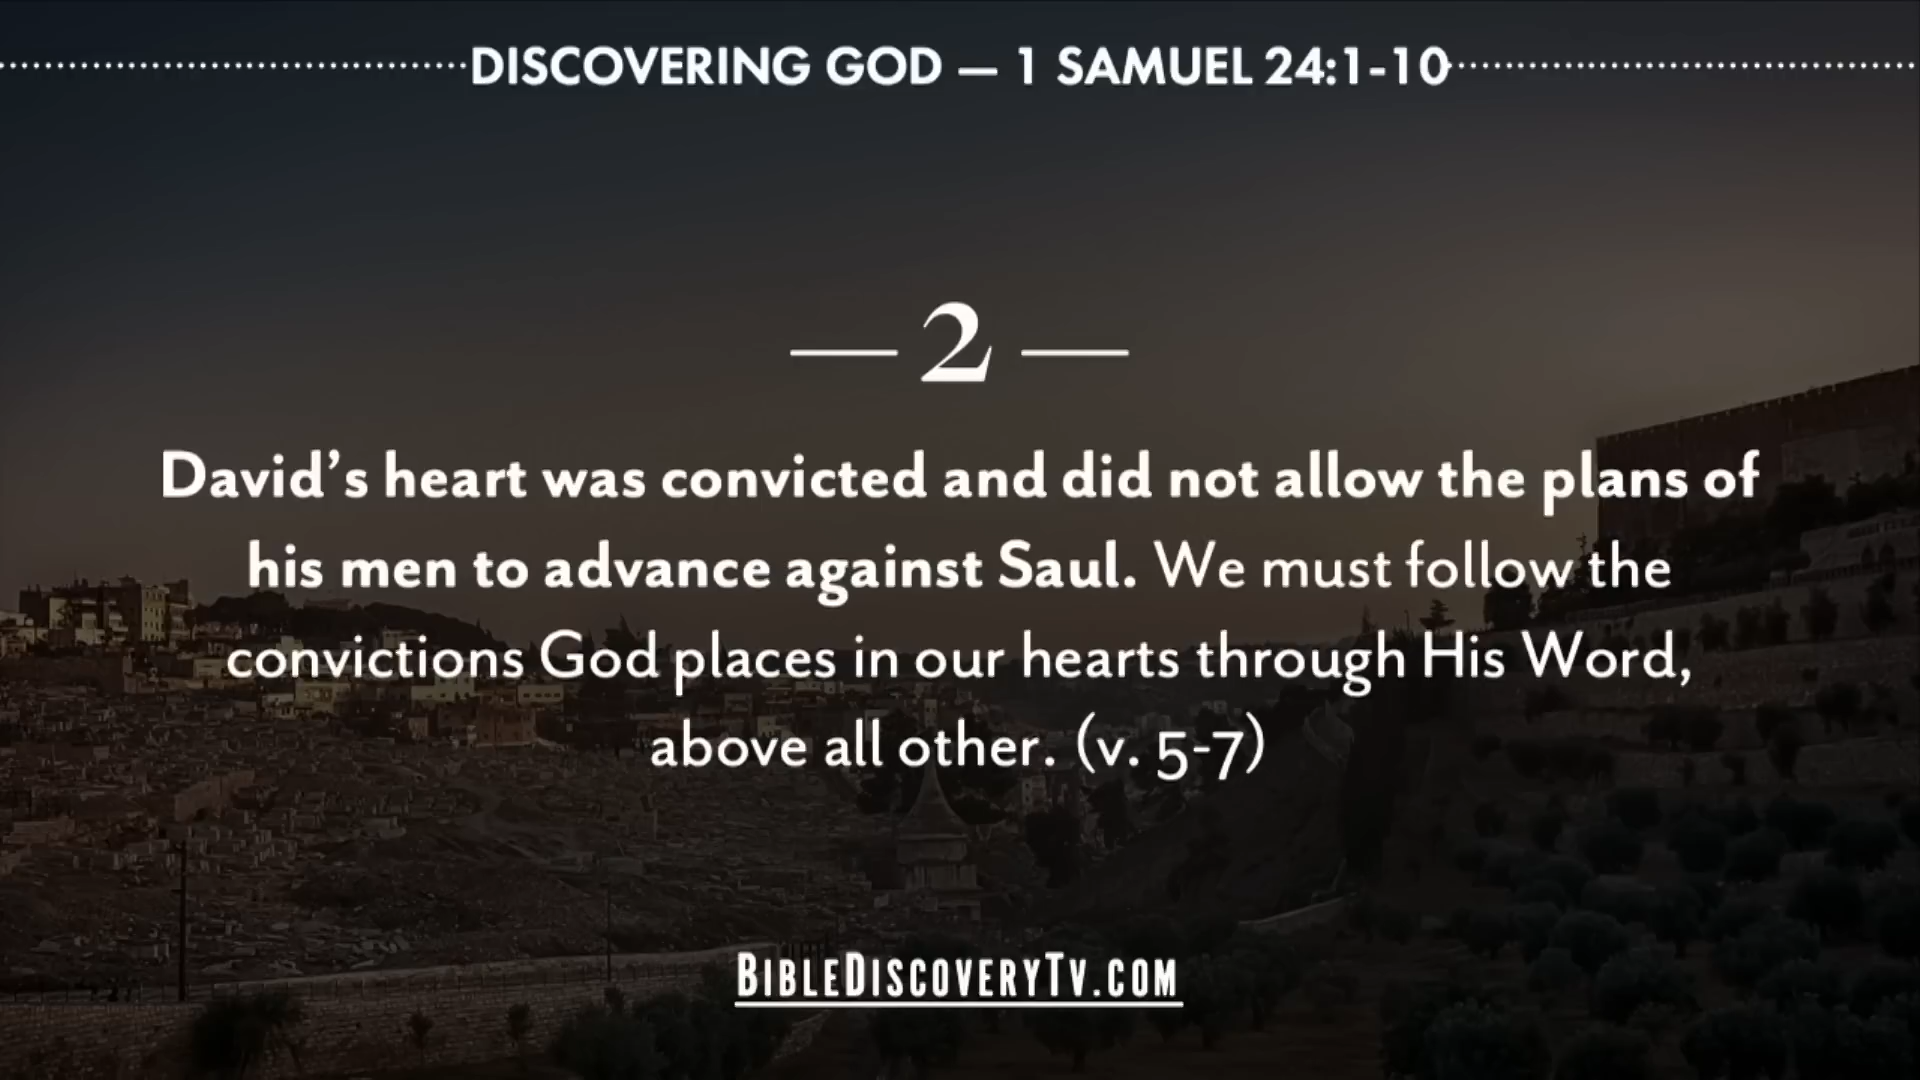 DISCOVERING GOD — 1 SAMUEL 24:1-10
— 2 —
David’s heart was convicted and did not allow the plans of
his men to advance against Saul. We must follow the
convictions God places in our hearts through His Word,
above all other. (v. 5-7)
BIBLEDISCOVERYTV.COM